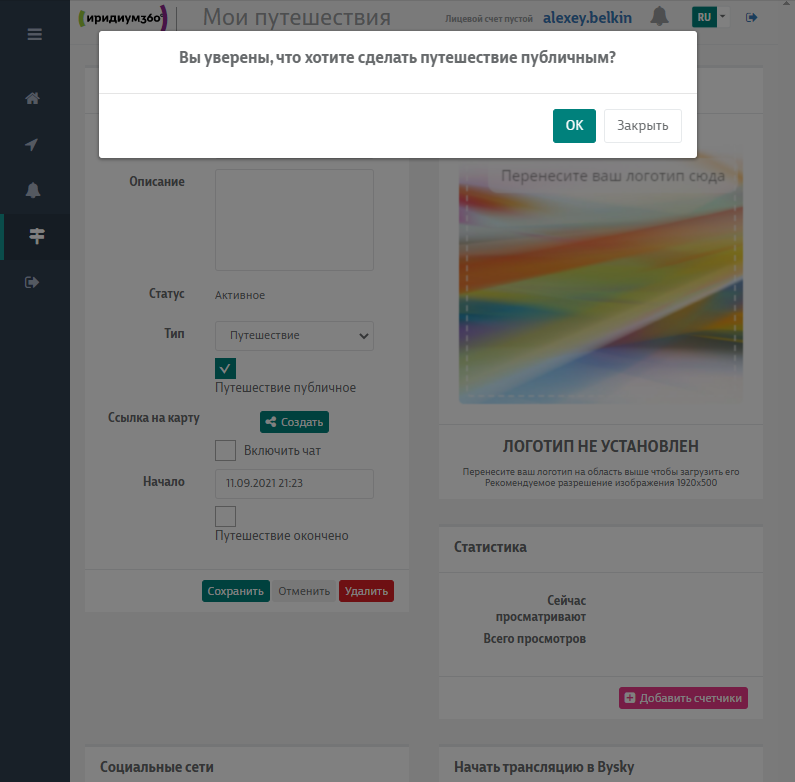 иридиум360°
Мои путешествия
Лицевой счет пустой
alexey.belkin
RU
Вы уверены, что хотите сделать путешествие публичным?
OK
Закрыть
Перенесите ваш логотип сюда
Описание
Статус
Активное
Тип
Путешествие
Путешествие публичное
Ссылка на карту
Создать
Включить чат
Начало
11.09.2021 21:23
Путешествие окончено
Сохранить
Отменить
Удалить
ЛОГОТИП НЕ УСТАНОВЛЕН
Перенесите ваш логотип на область выше чтобы загрузить его
Рекомендуемое разрешение изображения 1920x500
Статистика
Сейчас
просматривают
Всего просмотров
Добавить счетчики
Социальные сети
Начать трансляцию в Bysky